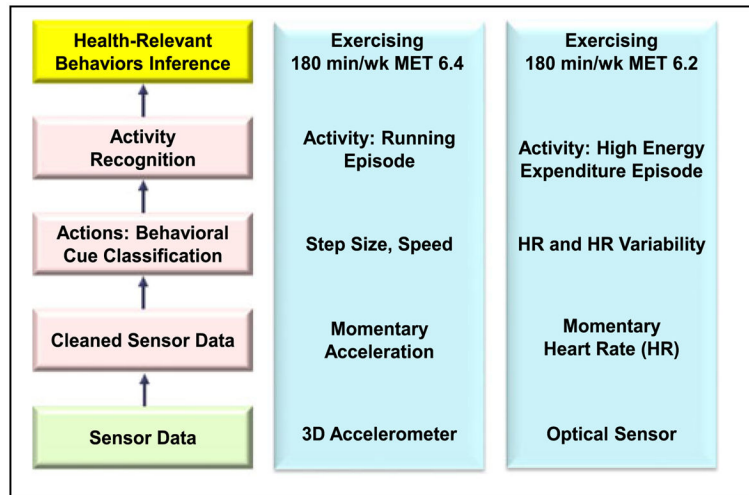 Health-Relevant
Behaviors Inference
Activity
Recognition
Actions: Behavioral
Cue Classification
Cleaned Sensor Data
Sensor Data
Exercising
180 min/wk MET 6.4
Activity: Running
Episode
Step Size, Speed
Momentary
Acceleration
3D Accelerometer
Exercising
180 min/wk MET 6.2
Activity: High Energy
Expenditure Episode
HR and HR Variability
Momentary
Heart Rate (HR)
Optical Sensor